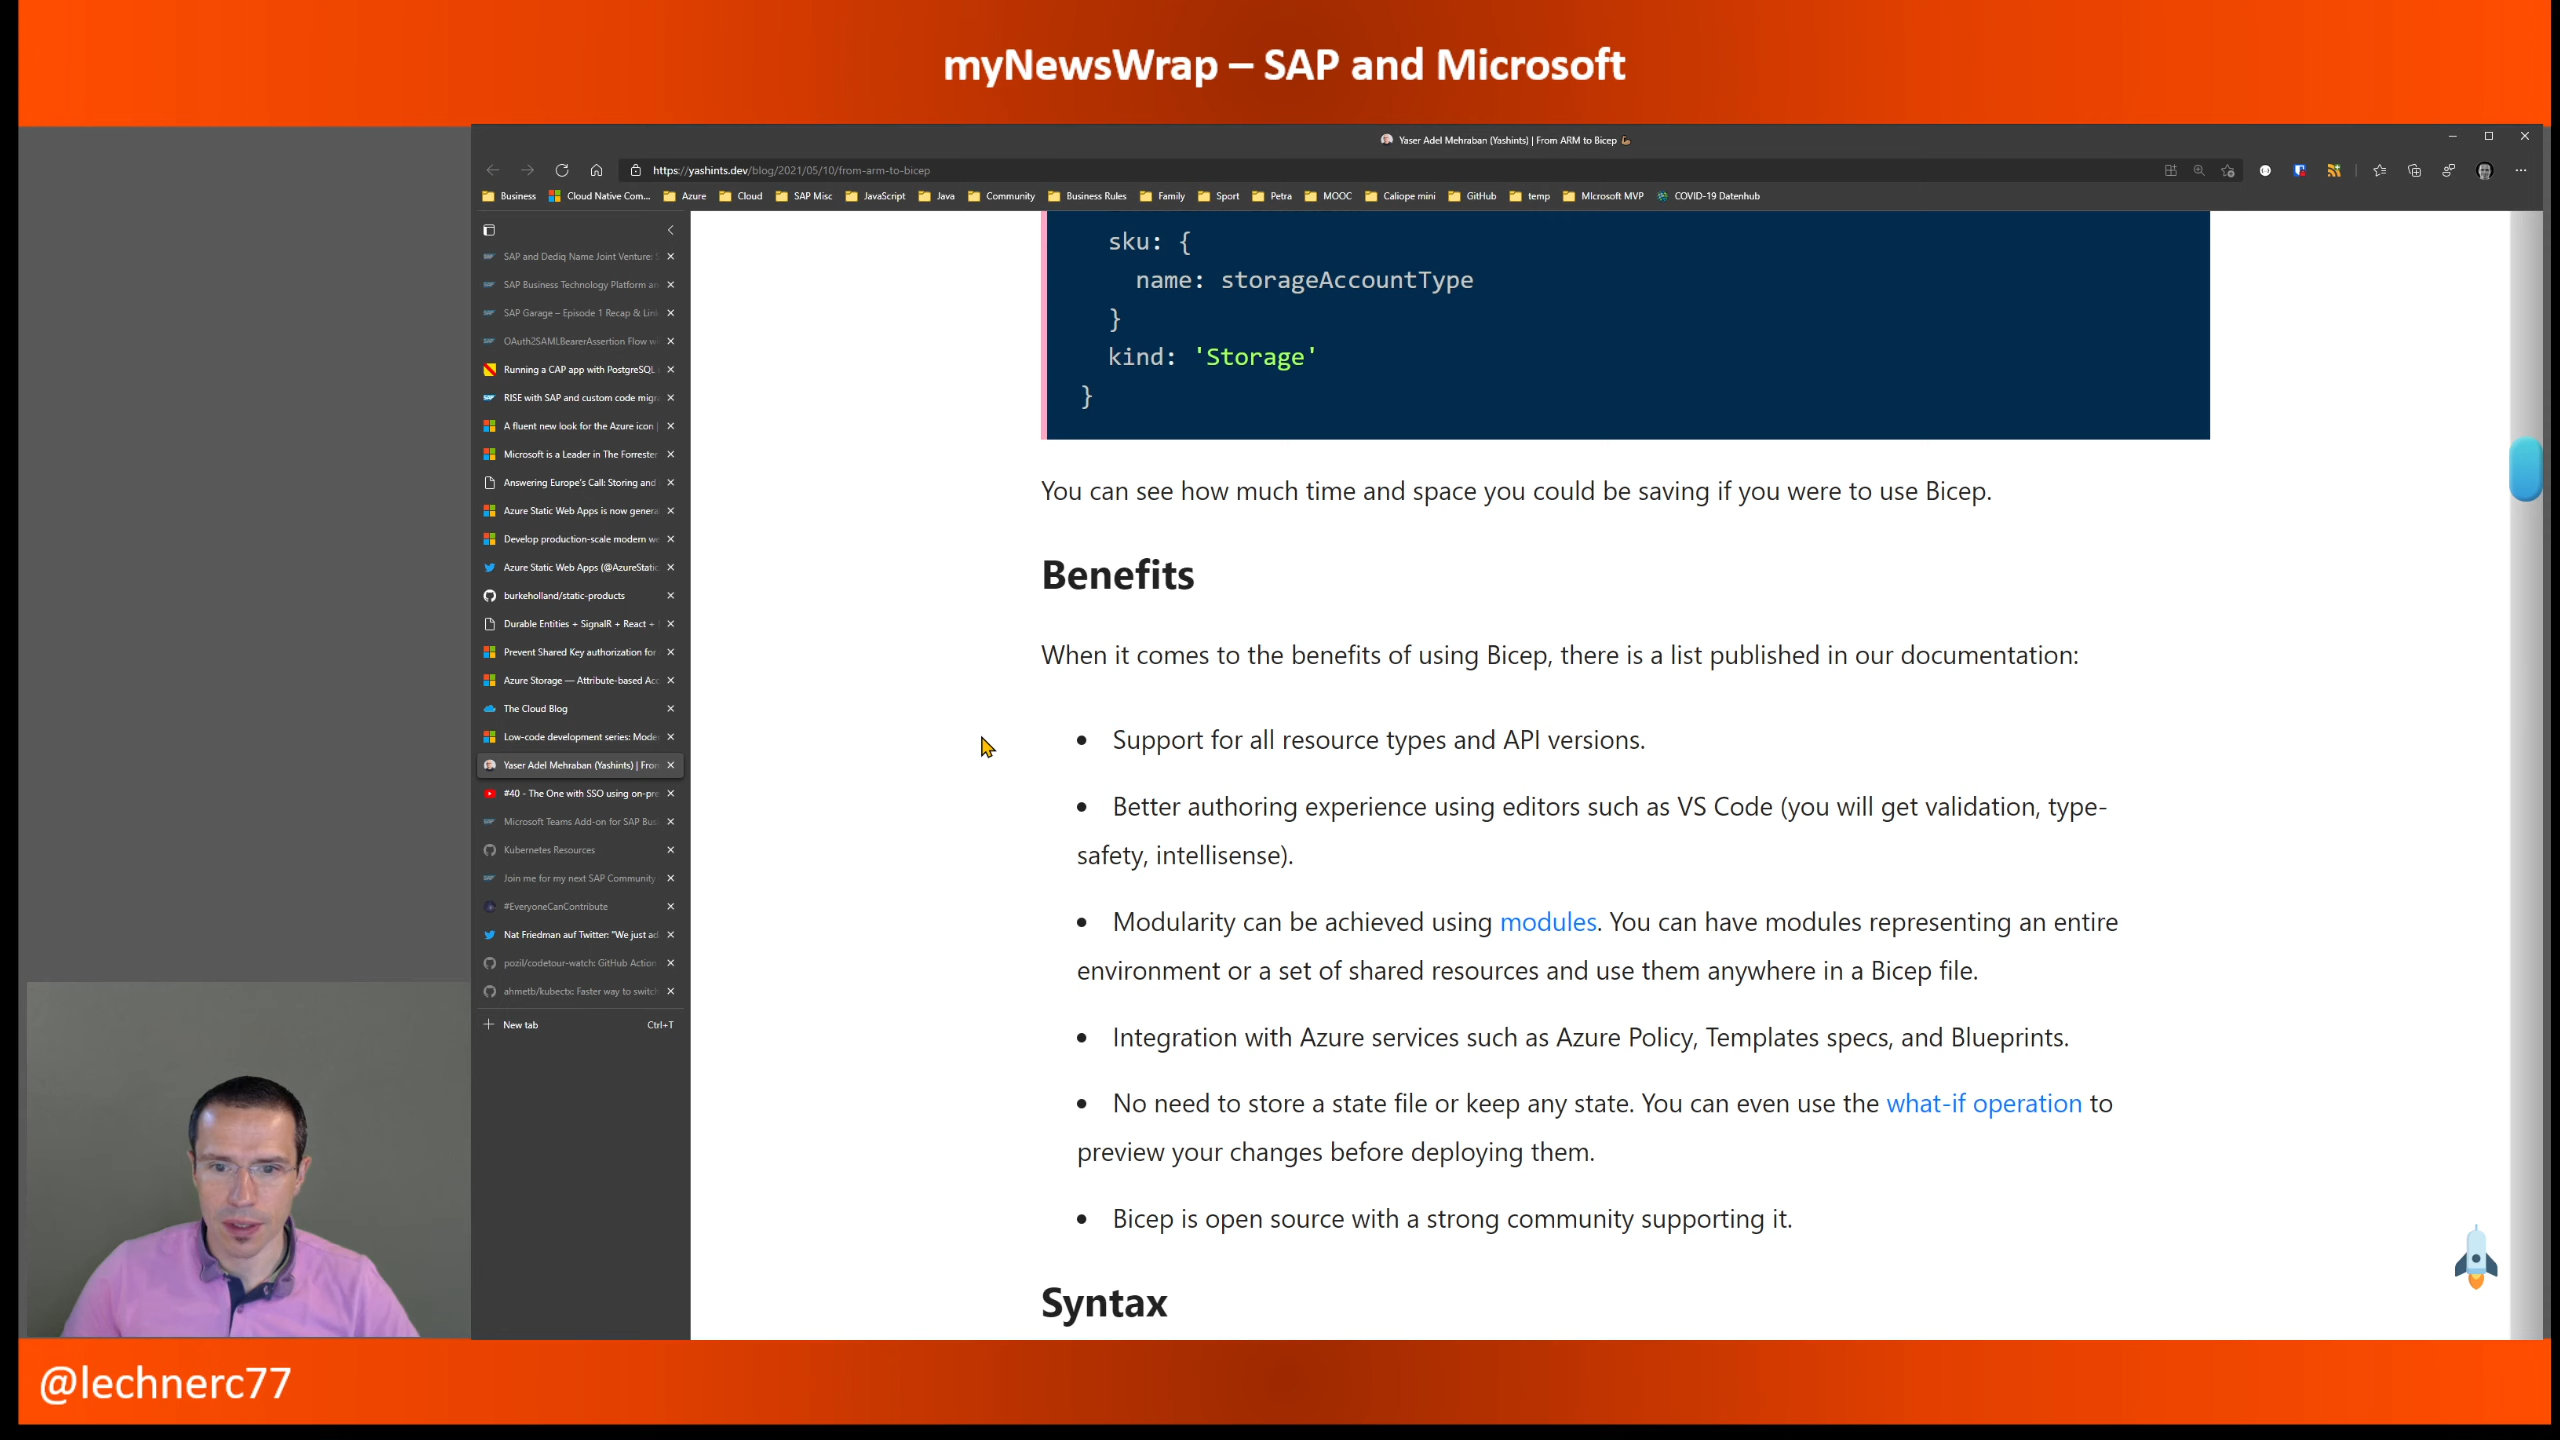 myNewsWrap – SAP and Microsoft
Yaser Adel Mehraban (Yashints) | From ARM to Bicep 💪
https://yashints.dev/blog/2021/05/10/from-arm-to-bicep
Business Cloud Native Com... Azure Cloud SAP Misc JavaScript Java Community Business Rules Family Sport Petra MOOC Caliope mini GitHub temp MIcrosoft MVP COVID-19 Datenhub
SAP and Dediq Name Joint Venture: S
SAP Business Technology Platform an
SAP Garage – Episode 1 Recap & Lin
OAuth2SAMLBearerAssertion Flow w
Running a CAP app with PostgreSQL
RISE with SAP and custom code migr
A fluent new look for the Azure icon |
Microsoft is a Leader in The Forrester
Answering Europe's Call: Storing and
Azure Static Web Apps is now genera
Develop production-scale modern we
Azure Static Web Apps (@AzureStatic
burkeholland/static-products
Durable Entities + SignalR + React +
Prevent Shared Key authorization for
Azure Storage — Attribute-based Acc
The Cloud Blog
Low-code development series: Mode
Yaser Adel Mehraban (Yashints) | Fro
#40 - The One with SSO using on-pre
Microsoft Teams Add-on for SAP Bus
Kubernetes Resources
Join me for my next SAP Community
#EveryoneCanContribute
Nat Friedman auf Twitter: "We just ad
pozil/codetour-watch: GitHub Action
ahmetb/kubectx: Faster way to switch
New tab Ctrl+T
sku: {
name: storageAccountType
}
kind: 'Storage'
}
You can see how much time and space you could be saving if you were to use Bicep.
Benefits
When it comes to the benefits of using Bicep, there is a list published in our documentation:
• Support for all resource types and API versions.
• Better authoring experience using editors such as VS Code (you will get validation, type-
safety, intellisense).
• Modularity can be achieved using modules. You can have modules representing an entire
environment or a set of shared resources and use them anywhere in a Bicep file.
• Integration with Azure services such as Azure Policy, Templates specs, and Blueprints.
• No need to store a state file or keep any state. You can even use the what-if operation to
preview your changes before deploying them.
• Bicep is open source with a strong community supporting it.
Syntax
@lechnerc77